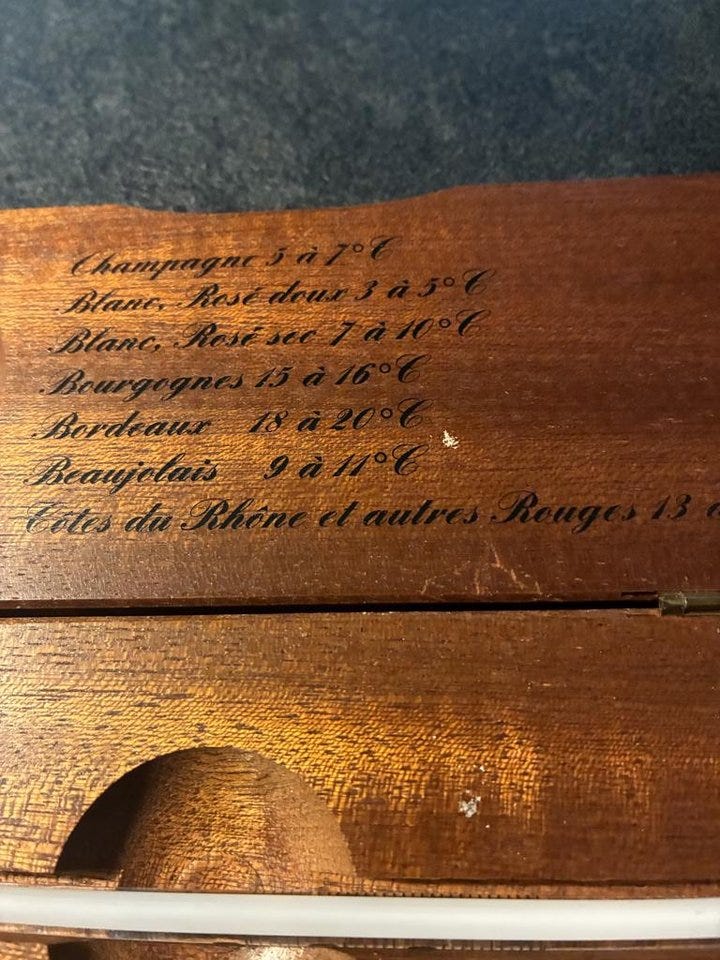 Champagne 5 à 7°C
Blanc, Rosé doux 3 à 5°C
Blanc, Rosé sec 7 à 10°C
Bourgognes 15 à 16°C
Bordeaux 18 à 20°C
Beaujolais 9 à 11°C
Côtes du Rhône et autres Rouges 13